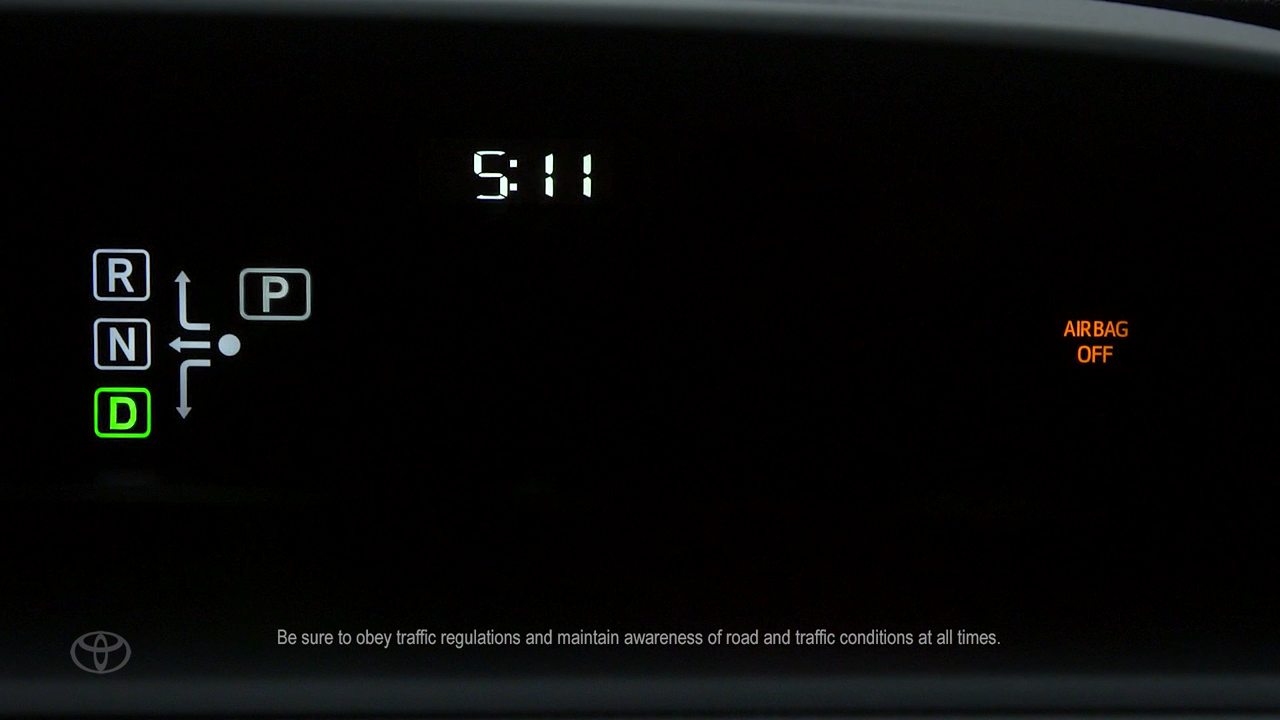 5:11
R
P
N
D
AIRBAG
OFF
Be sure to obey traffic regulations and maintain awareness of road and traffic conditions at all times.